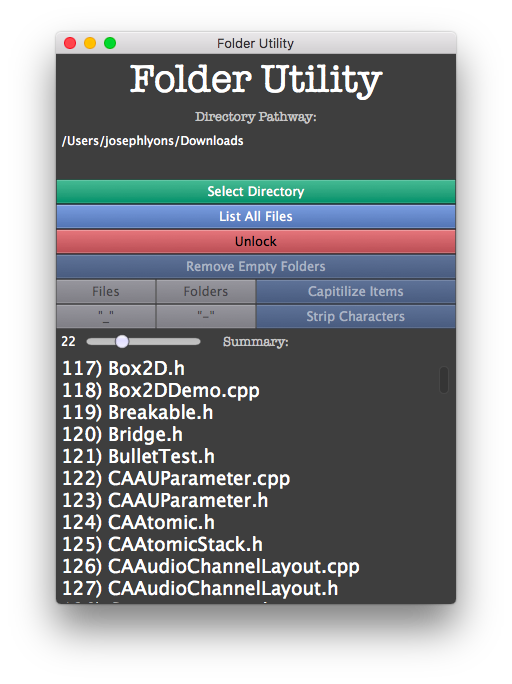 Folder Utility
Folder Utility
Directory Pathway:
/Users/josephlyons/Downloads
Select Directory
List All Files
Unlock
Remove Empty Folders
Files Folders Capitilize Items
"_" "-" Strip Characters
22 Summary:
117) Box2D.h
118) Box2DDemo.cpp
119) Breakable.h
120) Bridge.h
121) BulletTest.h
122) CAAUParameter.cpp
123) CAAUParameter.h
124) CAAtomic.h
125) CAAtomicStack.h
126) CAAudioChannelLayout.cpp
127) CAAudioChannelLayout.h